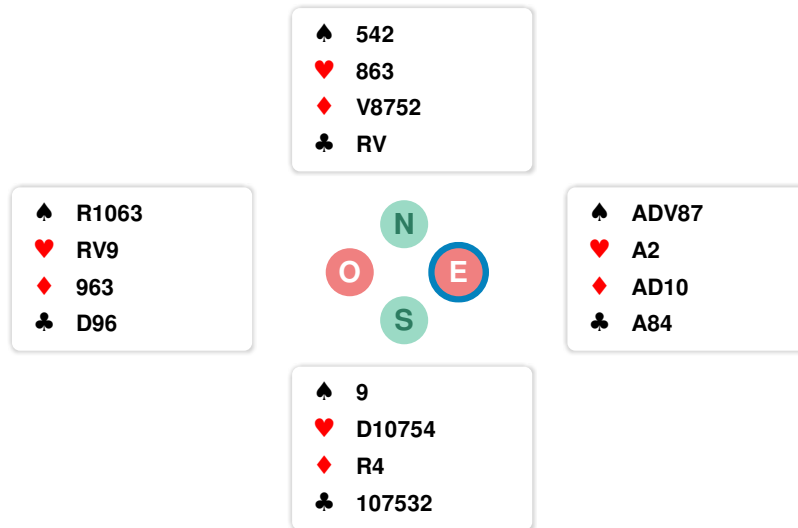 ♠ 542
♥ 863
♦ V8752
♣ RV
♠ R1063
♥ RV9
♦ 963
♣ D96
N
O
E
S
♠ ADV87
♥ A2
♦ AD10
♣ A84
♠ 9
♥ D10754
♦ R4
♣ 107532